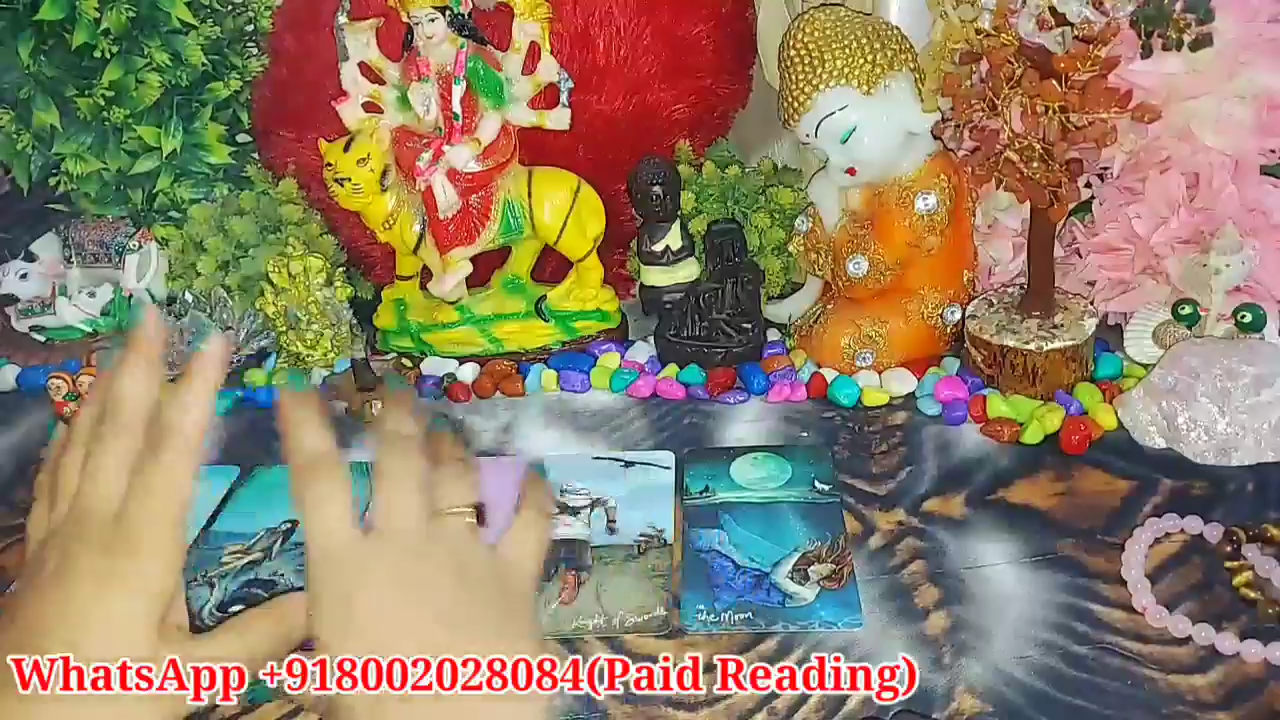 Knight of Swords
the Moon
WhatsApp +918002028084(Paid Reading)